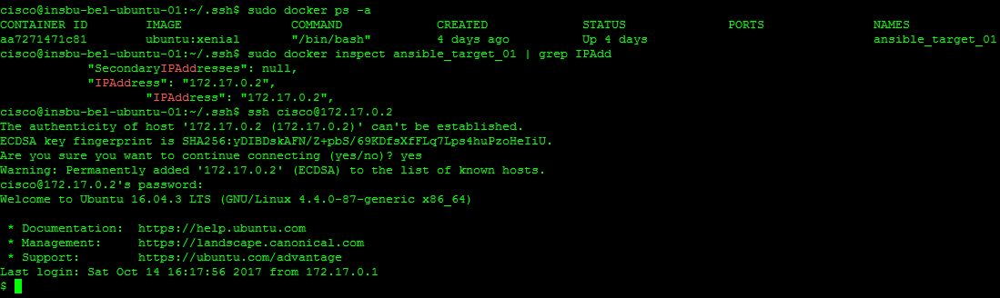 cisco@insbu-bel-ubuntu-01:~/.ssh$ sudo docker ps -a
CONTAINER ID        IMAGE               COMMAND             CREATED             STATUS              PORTS               NAMES
aa7271471c81        ubuntu:xenial       "/bin/bash"         4 days ago          Up 4 days                               ansible_target_01
cisco@insbu-bel-ubuntu-01:~/.ssh$ sudo docker inspect ansible_target_01 | grep IPAdd
            "SecondaryIPAddresses": null,
            "IPAddress": "172.17.0.2",
                    "IPAddress": "172.17.0.2",
cisco@insbu-bel-ubuntu-01:~/.ssh$ ssh cisco@172.17.0.2
The authenticity of host '172.17.0.2 (172.17.0.2)' can't be established.
ECDSA key fingerprint is SHA256:yDIBDskAFN/Z+pbS/69KDfsXfFLq7Lps4huPzoHeIiU.
Are you sure you want to continue connecting (yes/no)? yes
Warning: Permanently added '172.17.0.2' (ECDSA) to the list of known hosts.
cisco@172.17.0.2's password:
Welcome to Ubuntu 16.04.3 LTS (GNU/Linux 4.4.0-87-generic x86_64)

 * Documentation:  https://help.ubuntu.com
 * Management:     https://landscape.canonical.com
 * Support:        https://ubuntu.com/advantage
Last login: Sat Oct 14 16:17:56 2017 from 172.17.0.1
$